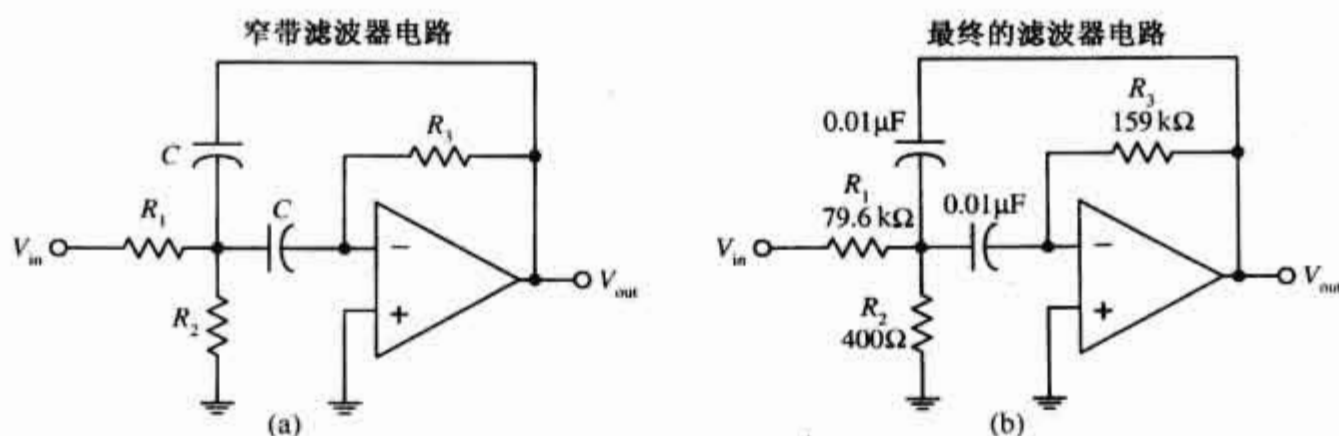 窄带滤波器电路
C
R₃
R₁
C
Vin
Vout
R₂
(a)
最终的滤波器电路
R₃
0.01μF
159 kΩ
R₁
0.01μF
79.6 kΩ
Vin
Vout
R₂
400Ω
(b)